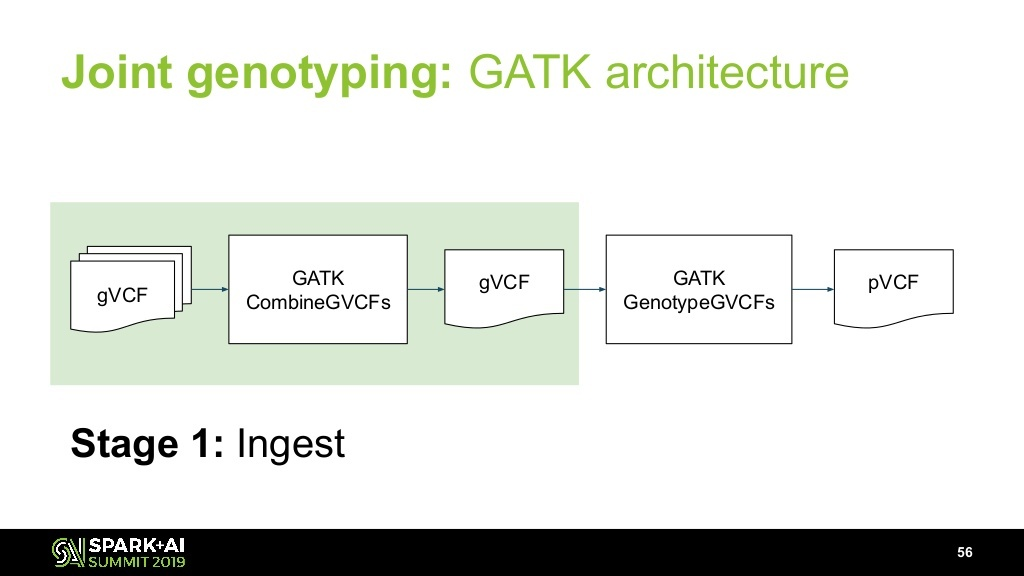 Joint genotyping: GATK architecture
gVCF
GATK
CombineGVCFs
gVCF
GATK
GenotypeGVCFs
pVCF
Stage 1: Ingest
SPARK+AI
SUMMIT 2019
56